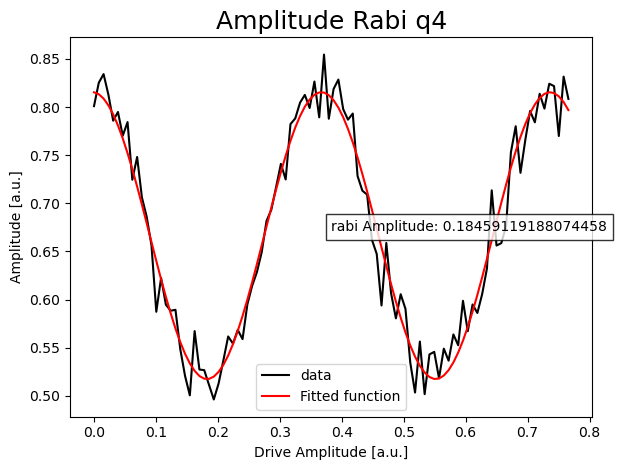 Amplitude Rabi q4
Amplitude [a.u.]
0.85
0.80
0.75
0.70
0.65
0.60
0.55
0.50
rabi Amplitude: 0.18459119188074458
data
Fitted function
0.0 0.1 0.2 0.3 0.4 0.5 0.6 0.7 0.8
Drive Amplitude [a.u.]